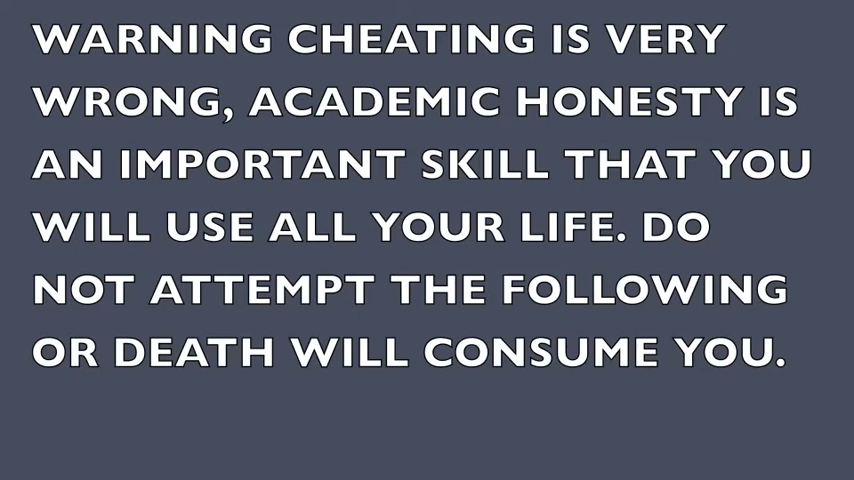 WARNING CHEATING IS VERY
WRONG, ACADEMIC HONESTY IS
AN IMPORTANT SKILL THAT YOU
WILL USE ALL YOUR LIFE. DO
NOT ATTEMPT THE FOLLOWING
OR DEATH WILL CONSUME YOU.